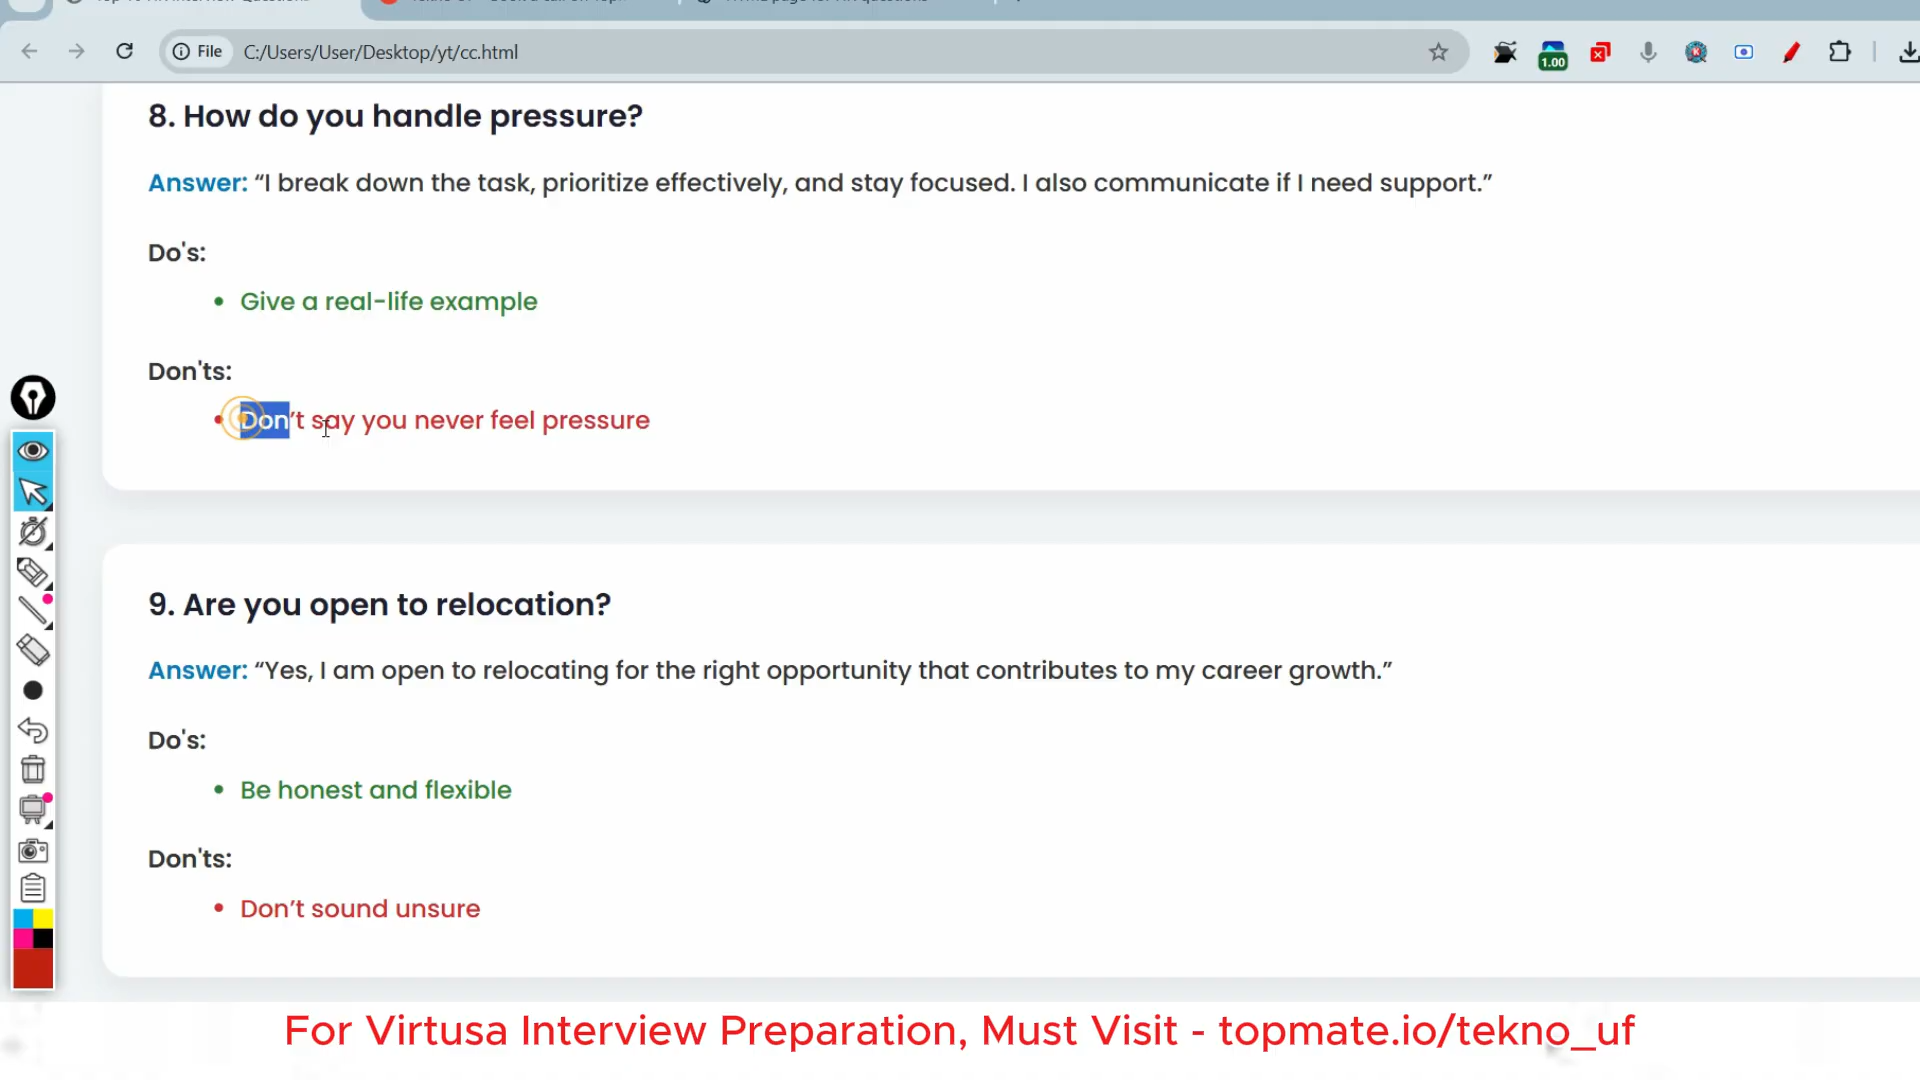 File C:/Users/User/Desktop/yt/cc.html
1.00
8. How do you handle pressure?
Answer: “I break down the task, prioritize effectively, and stay focused. I also communicate if I need support.”
Do's:
• Give a real-life example
Don'ts:
• Don’t say you never feel pressure
9. Are you open to relocation?
Answer: “Yes, I am open to relocating for the right opportunity that contributes to my career growth.”
Do's:
• Be honest and flexible
Don'ts:
• Don’t sound unsure
For Virtusa Interview Preparation, Must Visit - topmate.io/tekno_uf